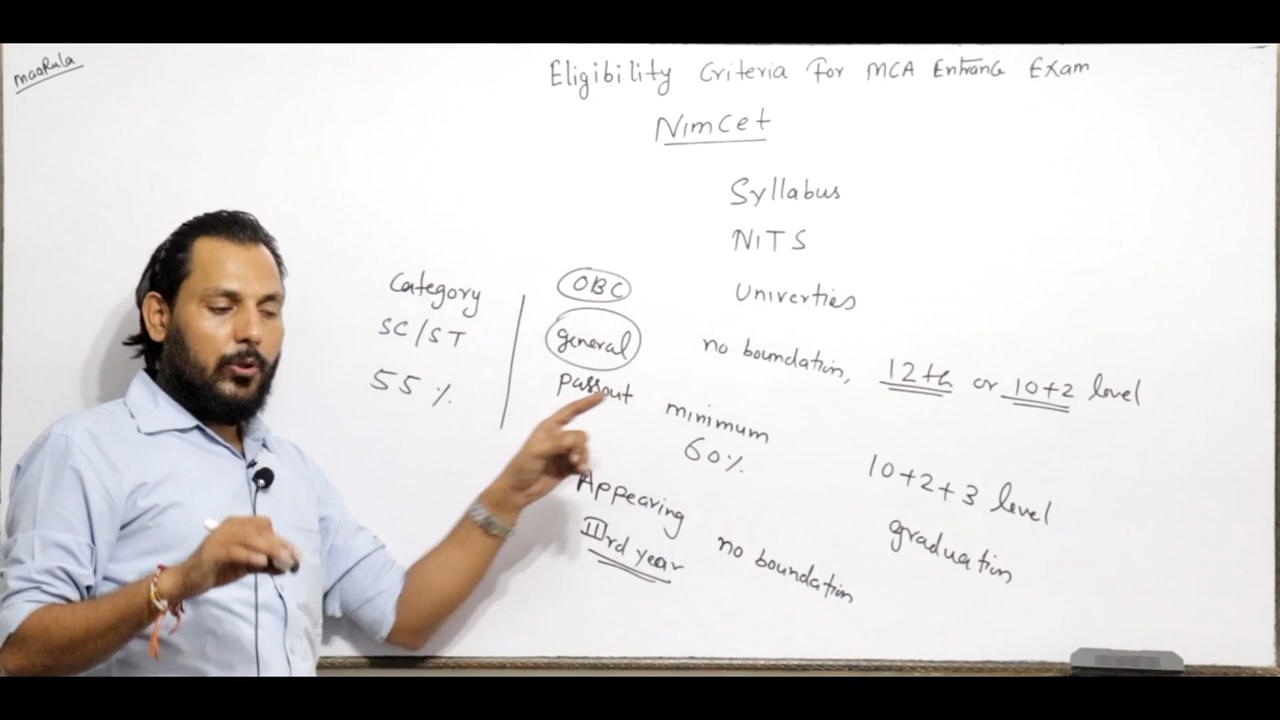 maaRula
Eligibility Criteria For MCA Entrance Exam
Nimcet
Syllabus
NITS
Univerties
Category
SC/ST
55 %
OBC
general
Passout
minimum
60%
Appearing
IIIrd year
no boundation
no boundation, 12th or 10+2 level
10+2+3 level
graduation